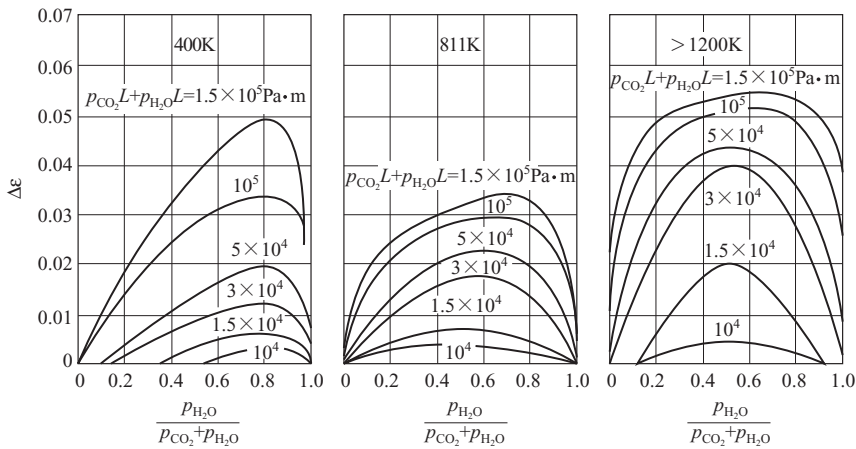 Δε
0.07
0.06
0.05
0.04
0.03
0.02
0.01
0
400K
p_CO₂L+p_H₂OL=1.5×10⁵Pa•m
10⁵
5×10⁴
3×10⁴
1.5×10⁴
10⁴
0.2 0.4 0.6 0.8 1.0
p_H₂O
p_CO₂+p_H₂O
811K
p_CO₂L+p_H₂OL=1.5×10⁵Pa•m
10⁵
5×10⁴
3×10⁴
1.5×10⁴
10⁴
0 0.2 0.4 0.6 0.8 1.0
p_H₂O
p_CO₂+p_H₂O
>1200K
p_CO₂L+p_H₂OL=1.5×10⁵Pa•m
10⁵
5×10⁴
3×10⁴
1.5×10⁴
10⁴
0 0.2 0.4 0.6 0.8 1.0
p_H₂O
p_CO₂+p_H₂O